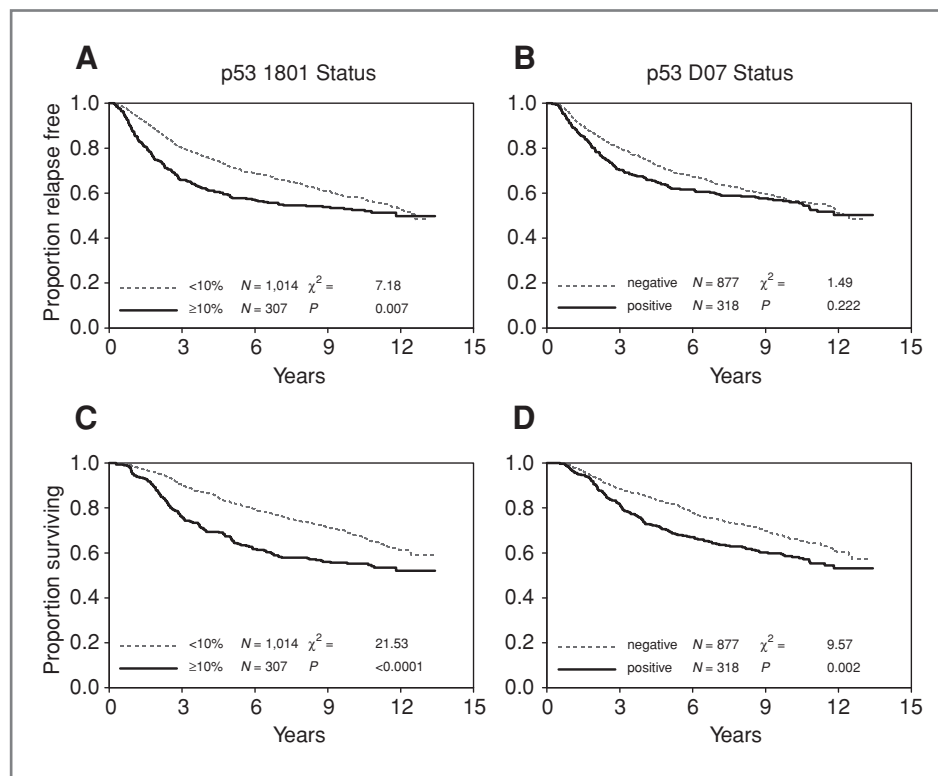 A
p53 1801 Status
Proportion relapse free
1.0
0.8
0.6
0.4
0.2
0.0
<10% N = 1,014 χ2 = 7.18
≥10% N = 307 P 0.007
0 3 6 9 12 15
Years
B
p53 D07 Status
1.0
0.8
0.6
0.4
0.2
0.0
negative N = 877 χ2 = 1.49
positive N = 318 P 0.222
0 3 6 9 12 15
Years
C
Proportion surviving
1.0
0.8
0.6
0.4
0.2
0.0
<10% N = 1,014 χ2 = 21.53
≥10% N = 307 P <0.0001
0 3 6 9 12 15
Years
D
1.0
0.8
0.6
0.4
0.2
0.0
negative N = 877 χ2 = 9.57
positive N = 318 P 0.002
0 3 6 9 12 15
Years